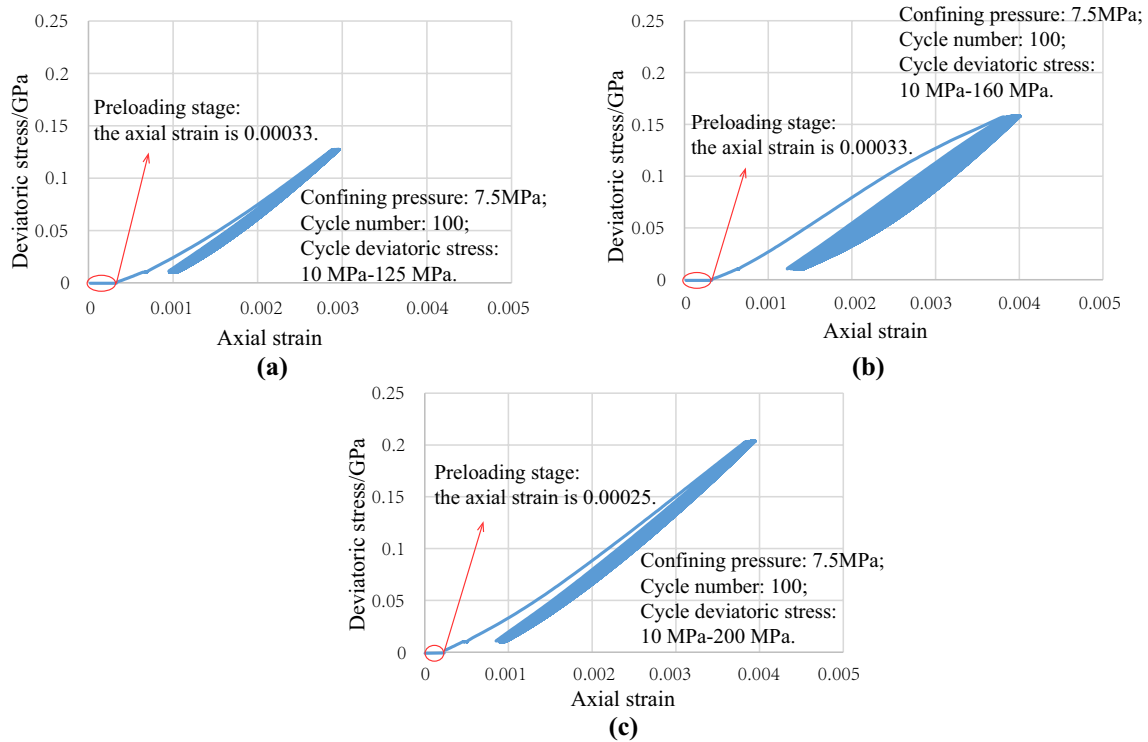 0.25
0.2
0.15
0.1
0.05
0
Deviatoric stress/GPa
Preloading stage:
the axial strain is 0.00033.
Confining pressure: 7.5MPa;
Cycle number: 100;
Cycle deviatoric stress:
10 MPa-125 MPa.
0 0.001 0.002 0.003 0.004 0.005
Axial strain
(a)
0.25
0.2
0.15
0.1
0.05
0
Deviatoric stress/GPa
Confining pressure: 7.5MPa;
Cycle number: 100;
Cycle deviatoric stress:
10 MPa-160 MPa.
Preloading stage:
the axial strain is 0.00033.
0 0.001 0.002 0.003 0.004 0.005
Axial strain
(b)
0.25
0.2
0.15
0.1
0.05
0
Deviatoric stress/GPa
Preloading stage:
the axial strain is 0.00025.
Confining pressure: 7.5MPa;
Cycle number: 100;
Cycle deviatoric stress:
10 MPa-200 MPa.
0 0.001 0.002 0.003 0.004 0.005
Axial strain
(c)